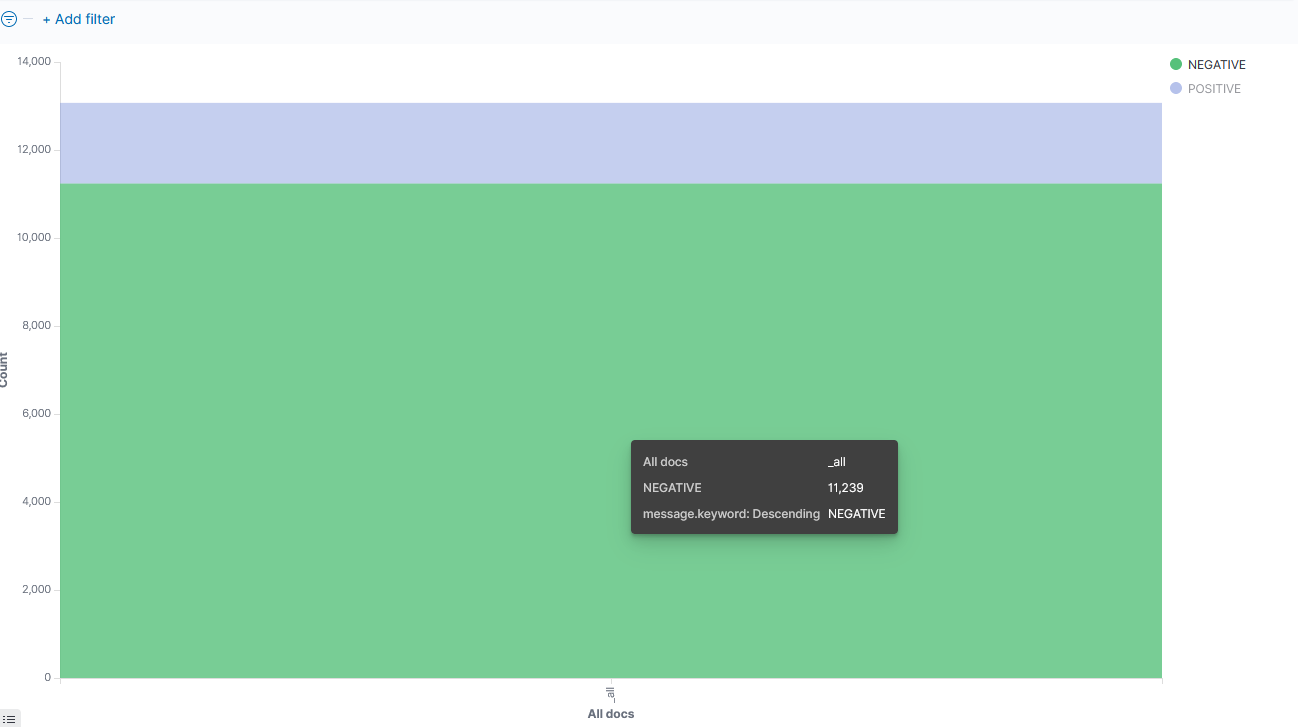 + Add filter
14,000
12,000
10,000
8,000
6,000
4,000
2,000
0
Count
_all
All docs
NEGATIVE
POSITIVE
All docs _all
NEGATIVE 11,239
message.keyword: Descending NEGATIVE